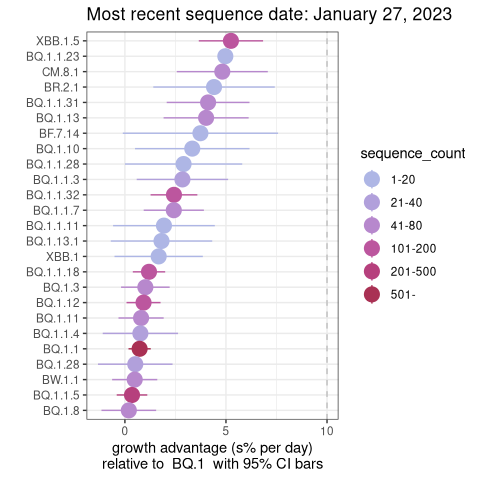 Most recent sequence date: January 27, 2023
XBB.1.5
BQ.1.1.23
CM.8.1
BR.2.1
BQ.1.1.31
BQ.1.13
BF.7.14
BQ.1.10
BQ.1.1.28
BQ.1.1.3
BQ.1.1.32
BQ.1.1.7
BQ.1.1.11
BQ.1.13.1
XBB.1
BQ.1.1.18
BQ.1.3
BQ.1.12
BQ.1.11
BQ.1.1.4
BQ.1.1
BQ.1.28
BW.1.1
BQ.1.1.5
BQ.1.8
0 5 10
growth advantage (s% per day)
relative to BQ.1 with 95% CI bars
sequence_count
1-20
21-40
41-80
101-200
201-500
501-